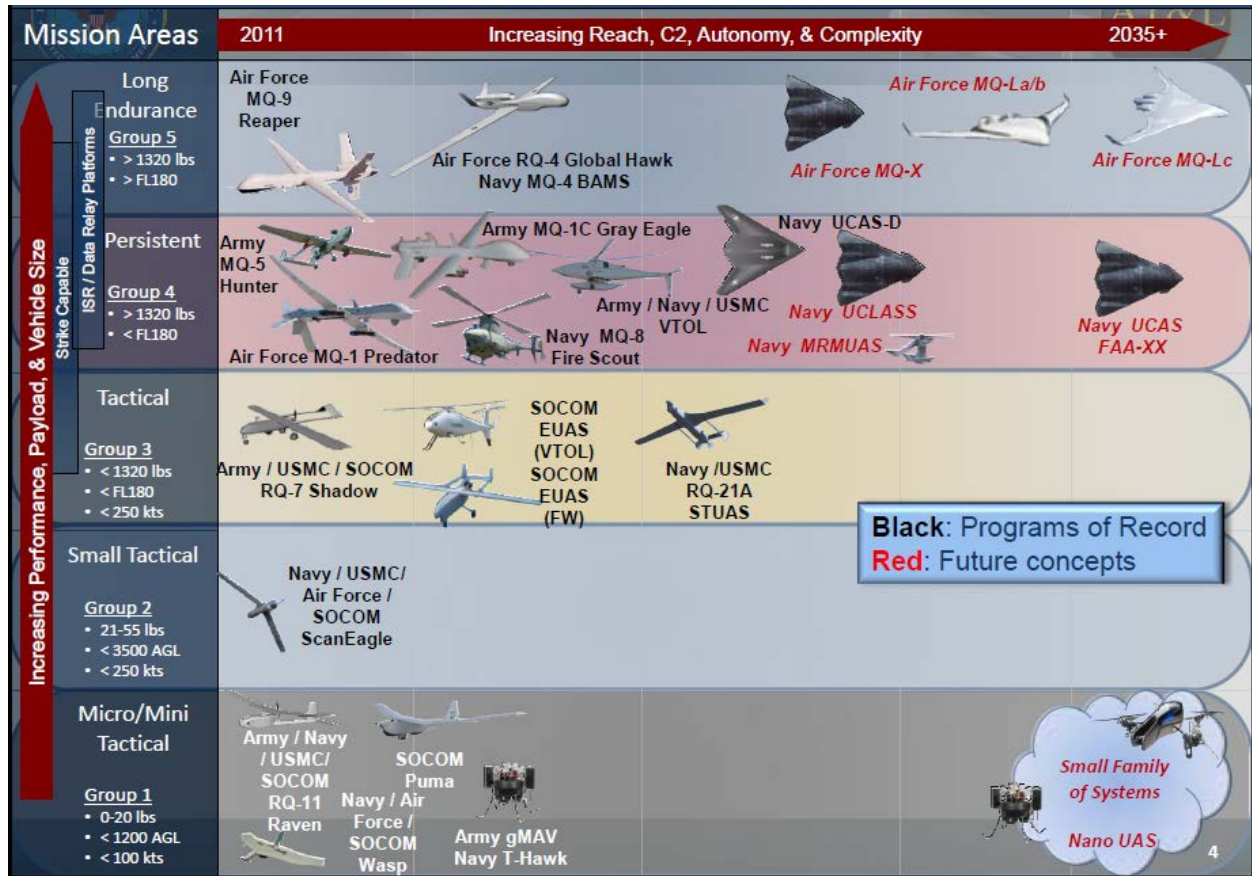 Mission Areas
2011
Increasing Reach, C2, Autonomy, & Complexity
2035+
AT&L
Increasing Performance, Payload, & Vehicle Size
Strike Capable
ISR / Data Relay Platforms
Long
Endurance
Group 5
• > 1320 lbs
• > FL180
Air Force
MQ-9
Reaper
Air Force RQ-4 Global Hawk
Navy MQ-4 BAMS
Air Force MQ-X
Air Force MQ-La/b
Air Force MQ-Lc
Persistent
Group 4
• > 1320 lbs
• < FL180
Army
MQ-5
Hunter
Air Force MQ-1 Predator
Army MQ-1C Gray Eagle
Navy MQ-8
Fire Scout
Army / Navy / USMC
VTOL
Navy UCAS-D
Navy UCLASS
Navy MRMUAS
Navy UCAS
FAA-XX
Tactical
Group 3
• < 1320 lbs
• < FL180
• < 250 kts
Army / USMC / SOCOM
RQ-7 Shadow
SOCOM
EUAS
(VTOL)
SOCOM
EUAS
(FW)
Navy /USMC
RQ-21A
STUAS
Black: Programs of Record
Red: Future concepts
Small Tactical
Group 2
• 21-55 lbs
• < 3500 AGL
• < 250 kts
Navy / USMC/
Air Force /
SOCOM
ScanEagle
Micro/Mini
Tactical
Group 1
• 0-20 lbs
• < 1200 AGL
• < 100 kts
Army / Navy
/ USMC/
SOCOM
RQ-11
Raven
SOCOM
Puma
Navy / Air
Force /
SOCOM
Wasp
Army gMAV
Navy T-Hawk
Small Family
of Systems
Nano UAS
4